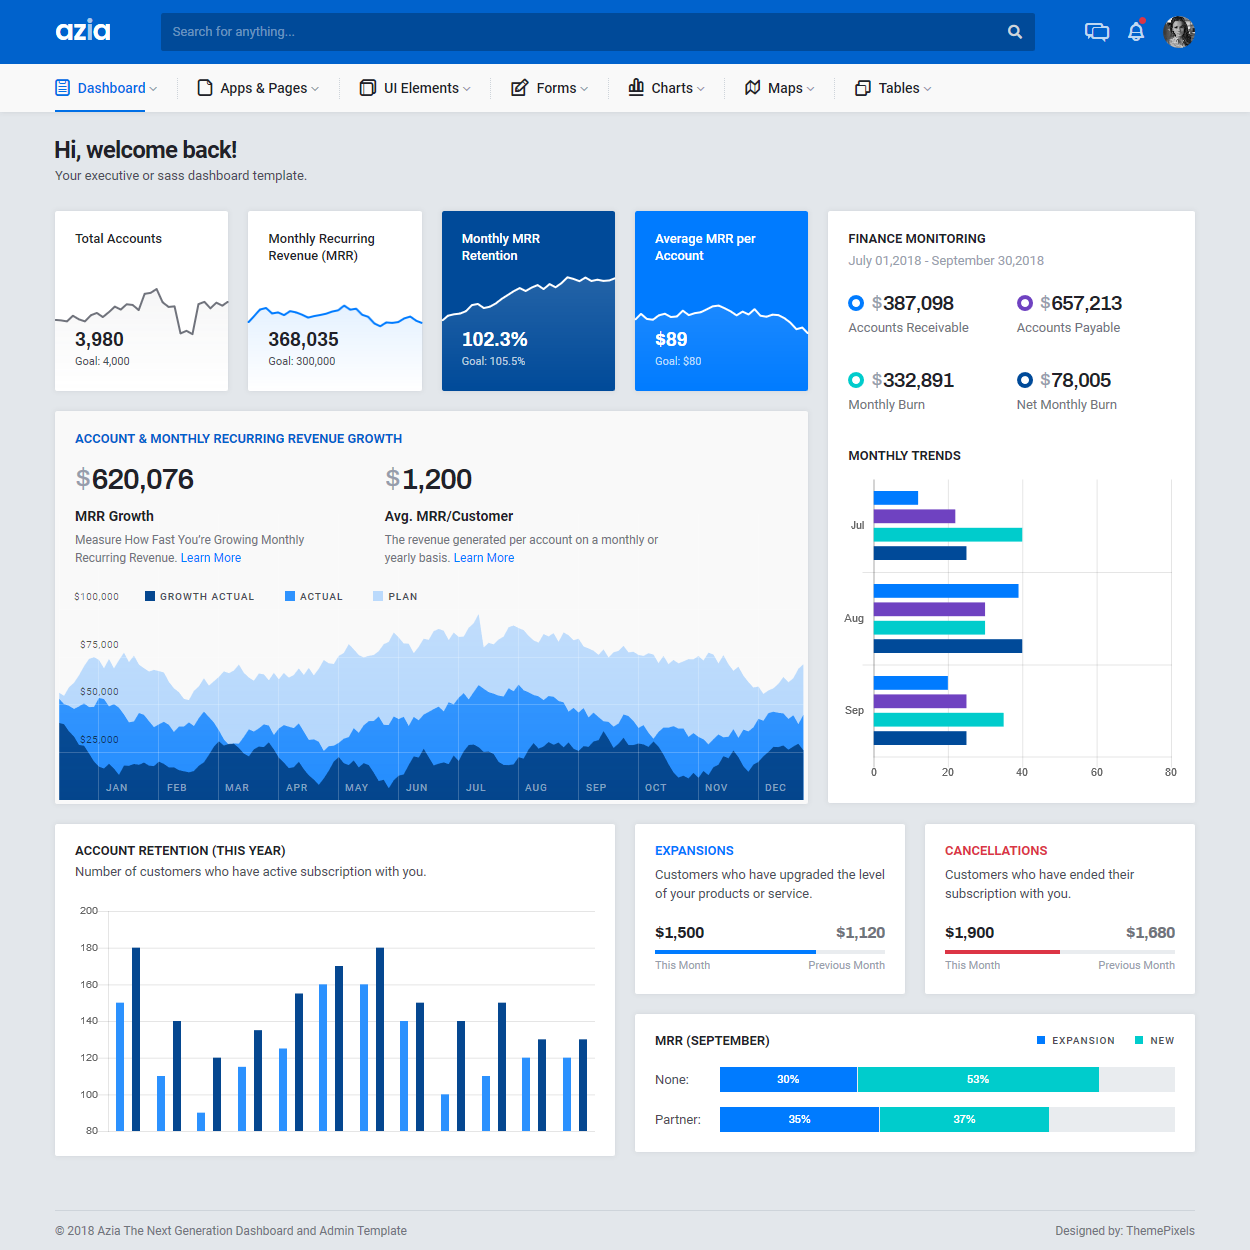 azia
Search for anything...
Dashboard
Apps & Pages
UI Elements
Forms
Charts
Maps
Tables
Hi, welcome back!
Your executive or sass dashboard template.
Total Accounts
3,980
Goal: 4,000
Monthly Recurring
Revenue (MRR)
368,035
Goal: 300,000
Monthly MRR
Retention
102.3%
Goal: 105.5%
Average MRR per
Account
$89
Goal: $80
FINANCE MONITORING
July 01,2018 - September 30,2018
$387,098
Accounts Receivable
$657,213
Accounts Payable
$332,891
Monthly Burn
$78,005
Net Monthly Burn
MONTHLY TRENDS
Jul
Aug
Sep
0 20 40 60 80
ACCOUNT & MONTHLY RECURRING REVENUE GROWTH
$620,076
MRR Growth
Measure How Fast You're Growing Monthly
Recurring Revenue. Learn More
$1,200
Avg. MRR/Customer
The revenue generated per account on a monthly or
yearly basis. Learn More
GROWTH ACTUAL
ACTUAL
PLAN
$100,000
$75,000
$50,000
$25,000
JAN FEB MAR APR MAY JUN JUL AUG SEP OCT NOV DEC
ACCOUNT RETENTION (THIS YEAR)
Number of customers who have active subscription with you.
200
180
160
140
120
100
80
EXPANSIONS
Customers who have upgraded the level
of your products or service.
$1,500 $1,120
This Month Previous Month
CANCELLATIONS
Customers who have ended their
subscription with you.
$1,900 $1,680
This Month Previous Month
MRR (SEPTEMBER)
EXPANSION
NEW
None: 30% 53%
Partner: 35% 37%
© 2018 Azia The Next Generation Dashboard and Admin Template
Designed by: ThemePixels